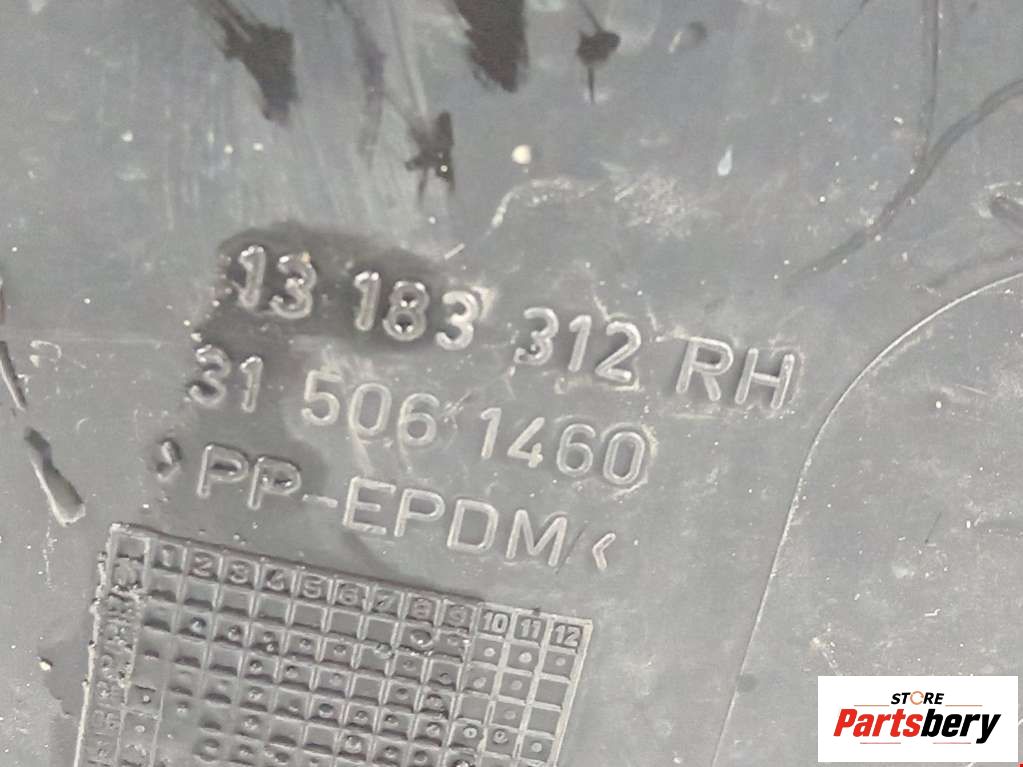 13 183 312 RH
31 506 1460
>PP-EPDM<
1 2 3 4 5 6 7 8 9 10 11 12
STORE
Partsbery